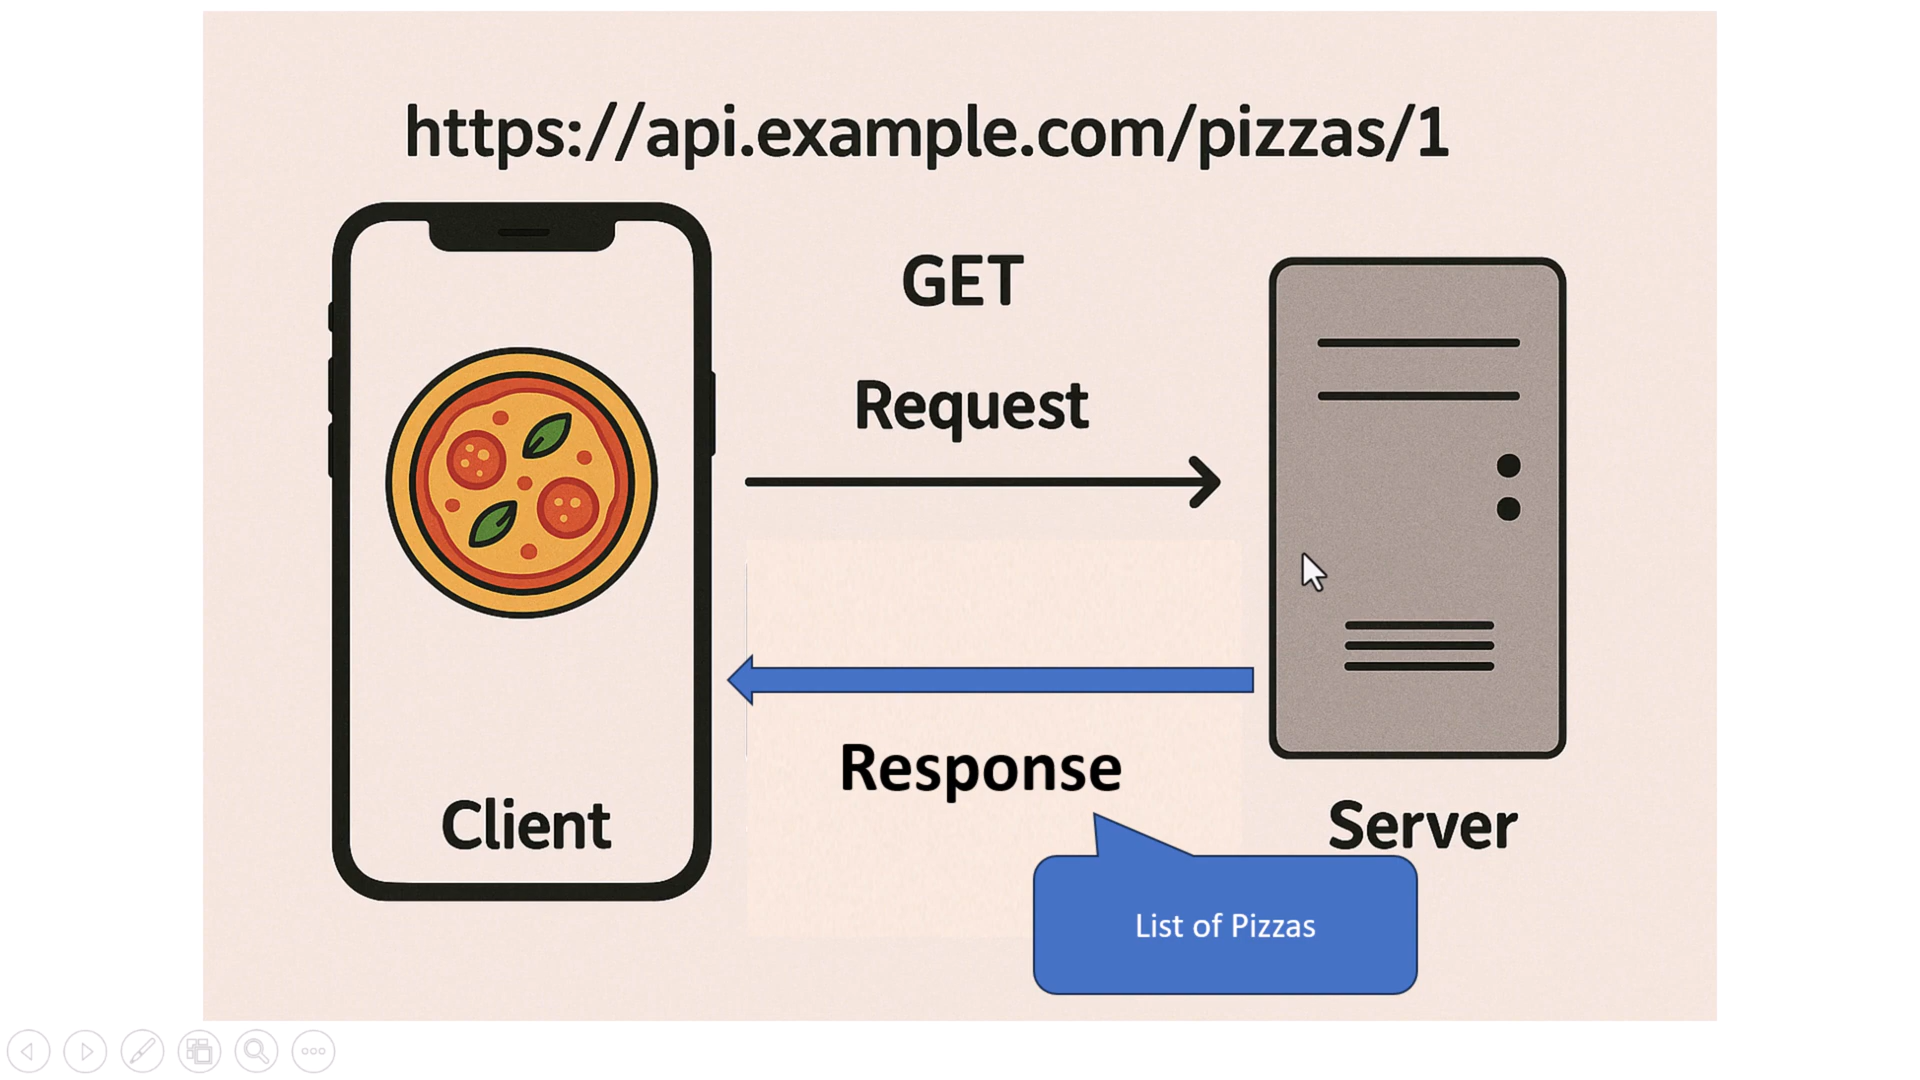 https://api.example.com/pizzas/1
GET
Request
Response
Client
Server
List of Pizzas